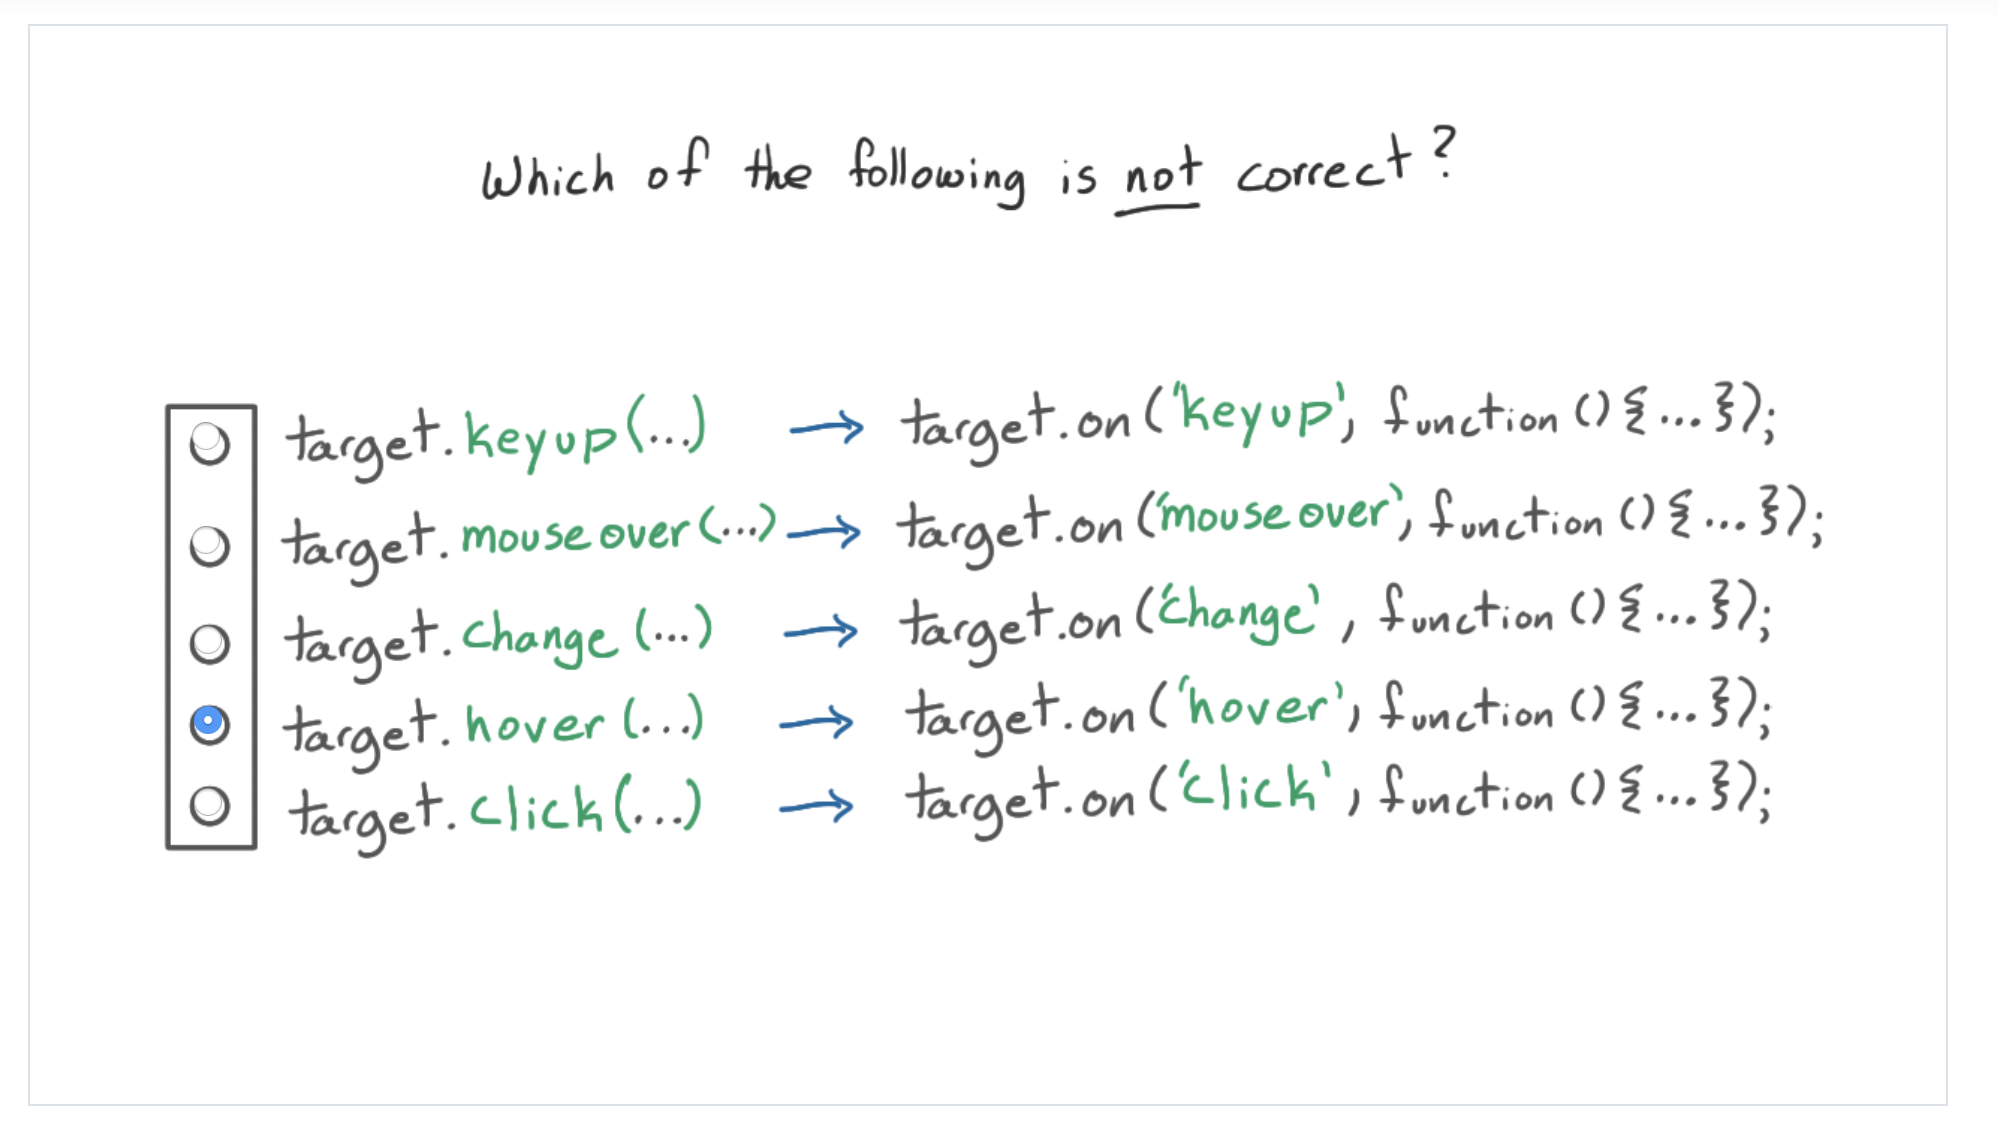 Which of the following is not correct?
target.keyup(...) → target.on('keyup', function () {...});
target.mouseover(...) → target.on('mouseover', function () {...});
target.change(...) → target.on('change', function () {...});
target.hover(...) → target.on('hover', function () {...});
target.click(...) → target.on('click', function () {...});